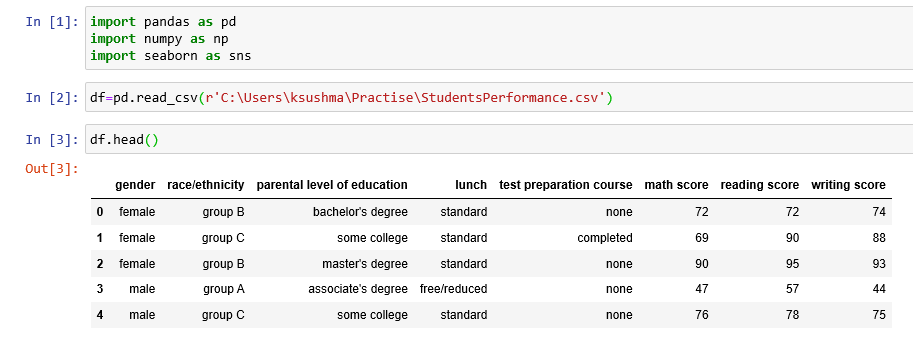 In [1]: import pandas as pd
import numpy as np
import seaborn as sns
In [2]: df=pd.read_csv(r'C:\Users\ksushma\Practise\StudentsPerformance.csv')
In [3]: df.head()
Out[3]:
gender race/ethnicity parental level of education lunch test preparation course math score reading score writing score
0 female group B bachelor's degree standard none 72 72 74
1 female group C some college standard completed 69 90 88
2 female group B master's degree standard none 90 95 93
3 male group A associate's degree free/reduced none 47 57 44
4 male group C some college standard none 76 78 75